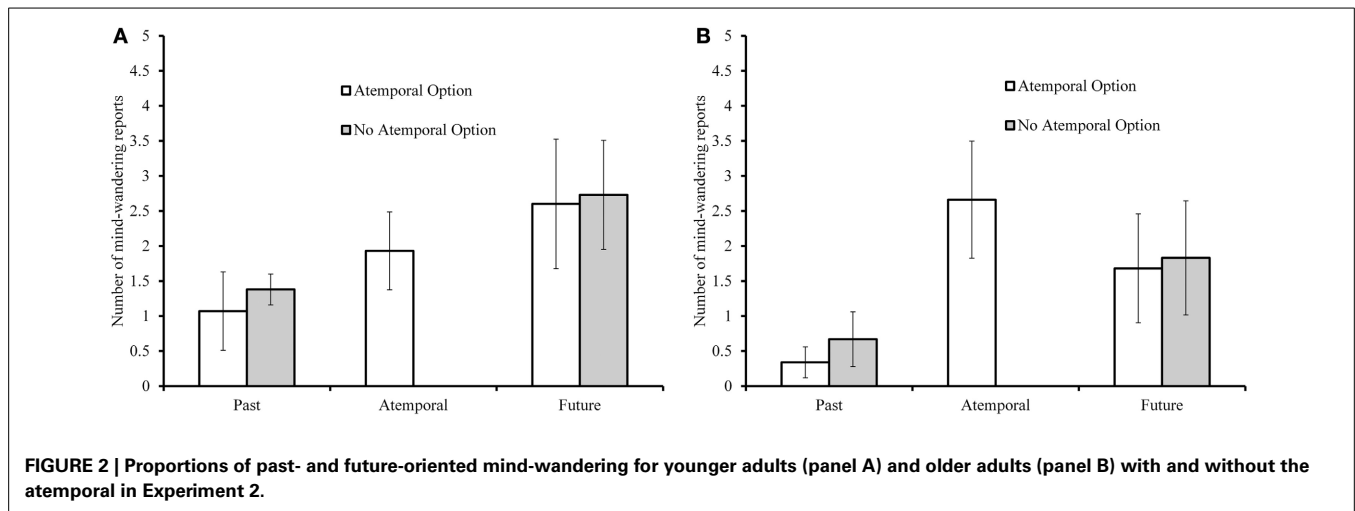 A
Number of mind-wandering reports
5
4.5
4
3.5
3
2.5
2
1.5
1
0.5
0
Atemporal Option
No Atemporal Option
Past Atemporal Future
B
Number of mind-wandering reports
5
4.5
4
3.5
3
2.5
2
1.5
1
0.5
0
Atemporal Option
No Atemporal Option
Past Atemporal Future
FIGURE 2 | Proportions of past- and future-oriented mind-wandering for younger adults (panel A) and older adults (panel B) with and without the
atemporal in Experiment 2.